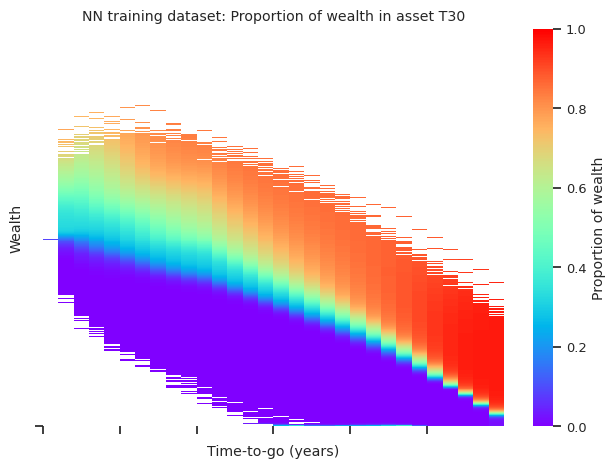 NN training dataset: Proportion of wealth in asset T30
Wealth
Time-to-go (years)
1.0
0.8
0.6
0.4
0.2
0.0
Proportion of wealth